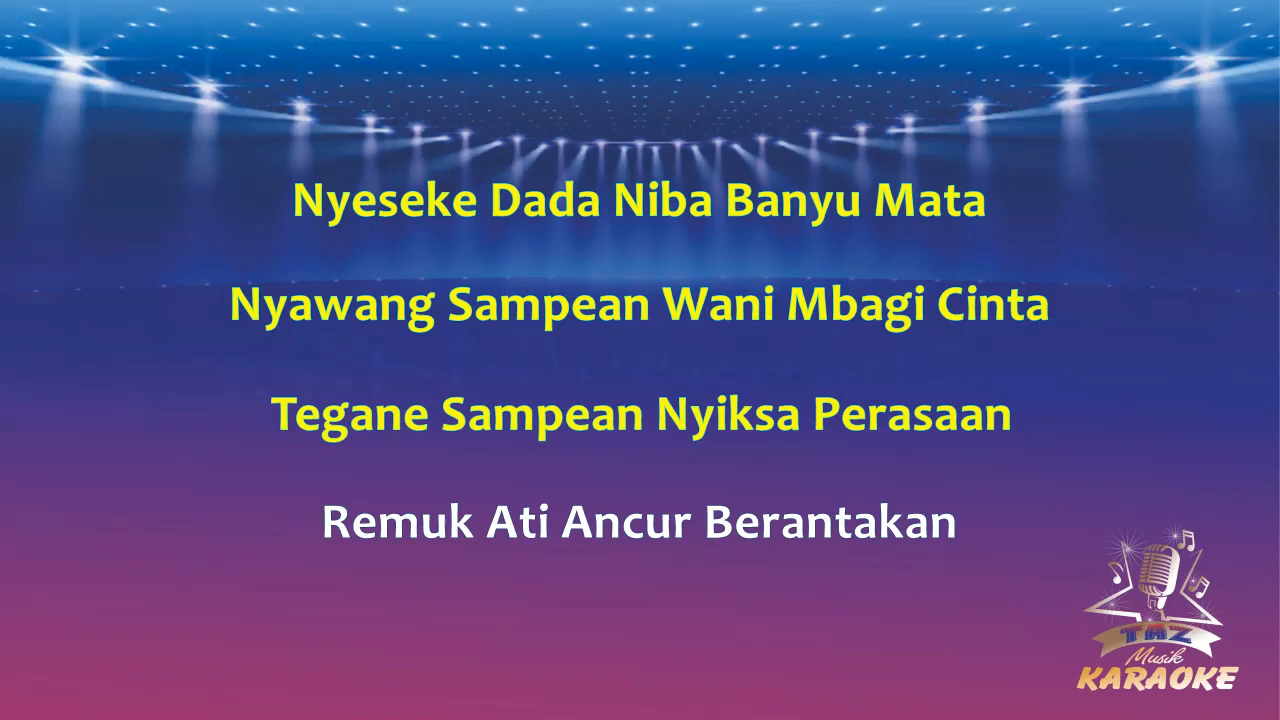 Nyeseke Dada Niba Banyu Mata
Nyawang Sampean Wani Mbagi Cinta
Tegane Sampean Nyiksa Perasaan
Remuk Ati Ancur Berantakan
TAZ
Musik
KARAOKE